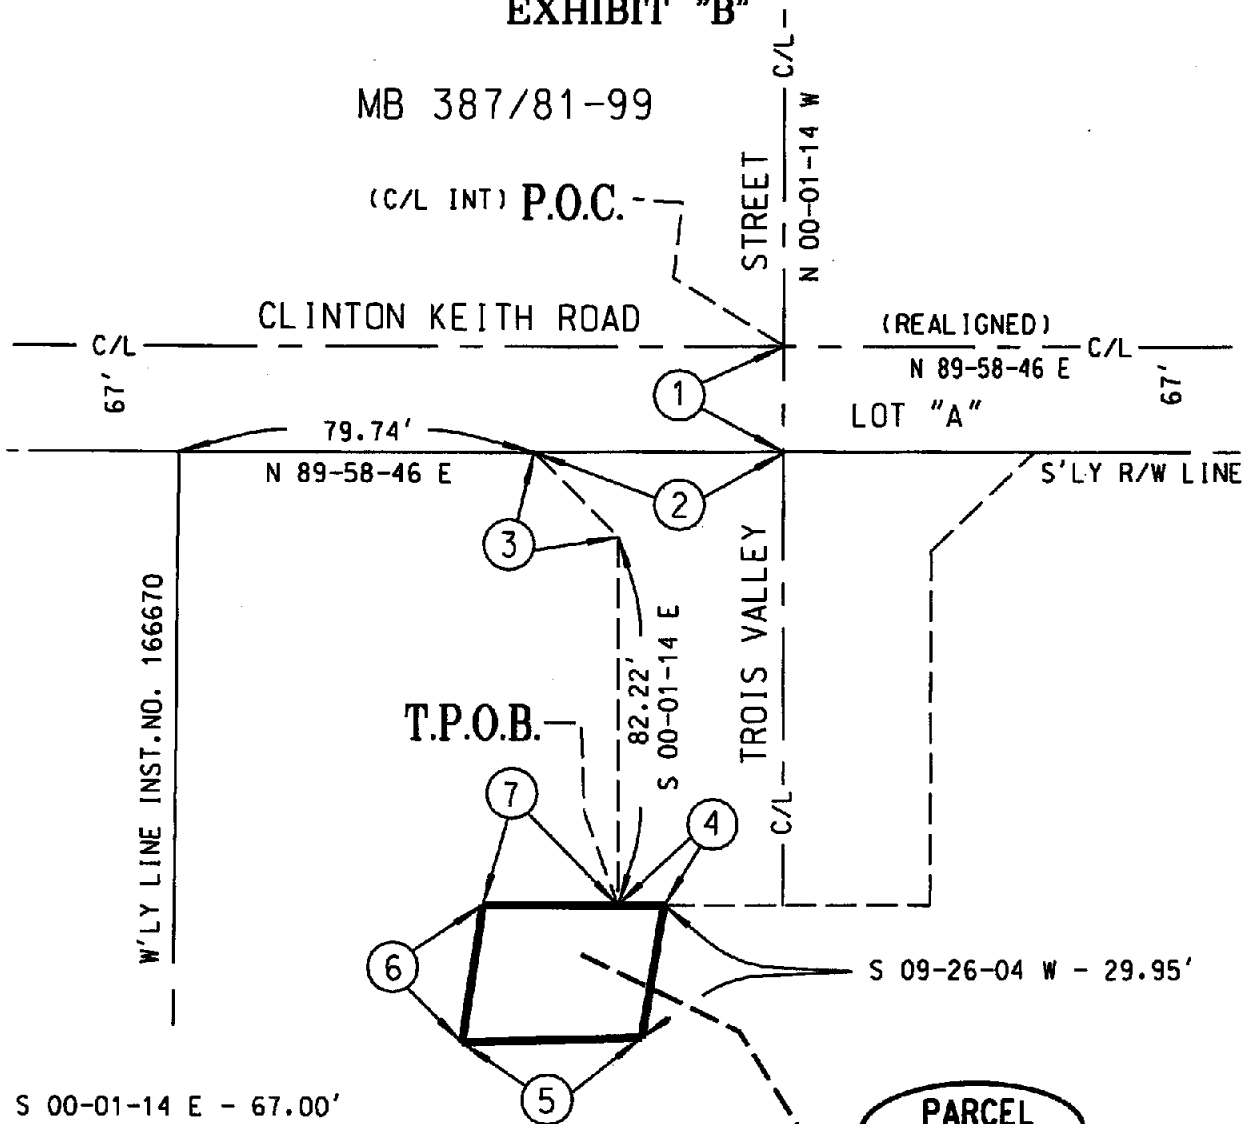 EXHIBIT "B"
MB 387/81-99
(C/L INT) P.O.C.
C/L
STREET
N 00-01-14 W
CLINTON KEITH ROAD
(REALIGNED)
C/L
C/L
N 89-58-46 E
67'
67'
1
LOT "A"
79.74'
N 89-58-46 E
S'LY R/W LINE
2
3
W'LY LINE INST.NO. 166670
82.22'
S 00-01-14 E
TROIS VALLEY
C/L
T.P.O.B.
7
4
6
S 09-26-04 W - 29.95'
5
S 00-01-14 E - 67.00'
PARCEL